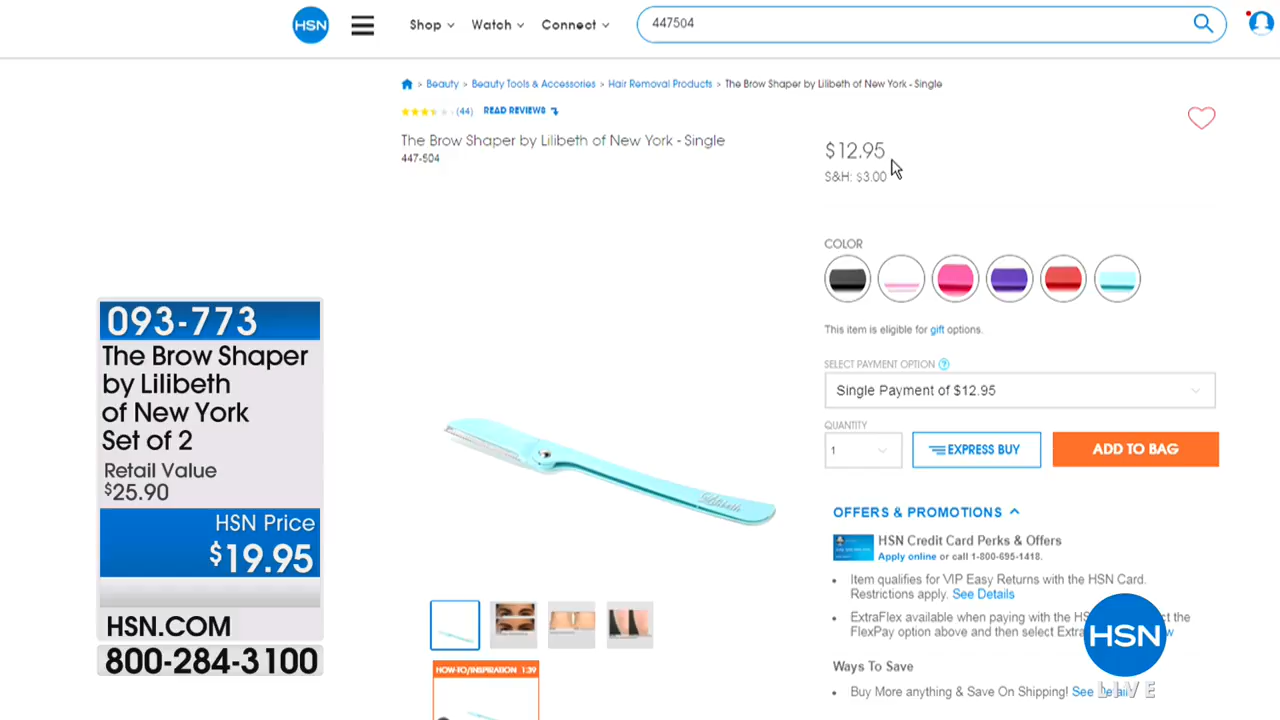 HSN
Shop
Watch
Connect
447504
> Beauty > Beauty Tools & Accessories > Hair Removal Products > The Brow Shaper by Lilibeth of New York - Single
(44) READ REVIEWS
The Brow Shaper by Lilibeth of New York - Single
447-504
$12.95
S&H: $3.00
COLOR
This item is eligible for gift options.
SELECT PAYMENT OPTION ?
Single Payment of $12.95
QUANTITY
1
EXPRESS BUY
ADD TO BAG
OFFERS & PROMOTIONS
HSN Credit Card Perks & Offers
Apply online or call 1-800-695-1418.
• Item qualifies for VIP Easy Returns with the HSN Card.
Restrictions apply. See Details
• ExtraFlex available when paying with the HS the
FlexPay option above and then select Extra
Ways To Save
• Buy More anything & Save On Shipping! See
HSN
LIVE
Lilibeth
HOW-TO/INSPIRATION 1:39
093-773
The Brow Shaper
by Lilibeth
of New York
Set of 2
Retail Value
$25.90
HSN Price
$19.95
HSN.COM
800-284-3100